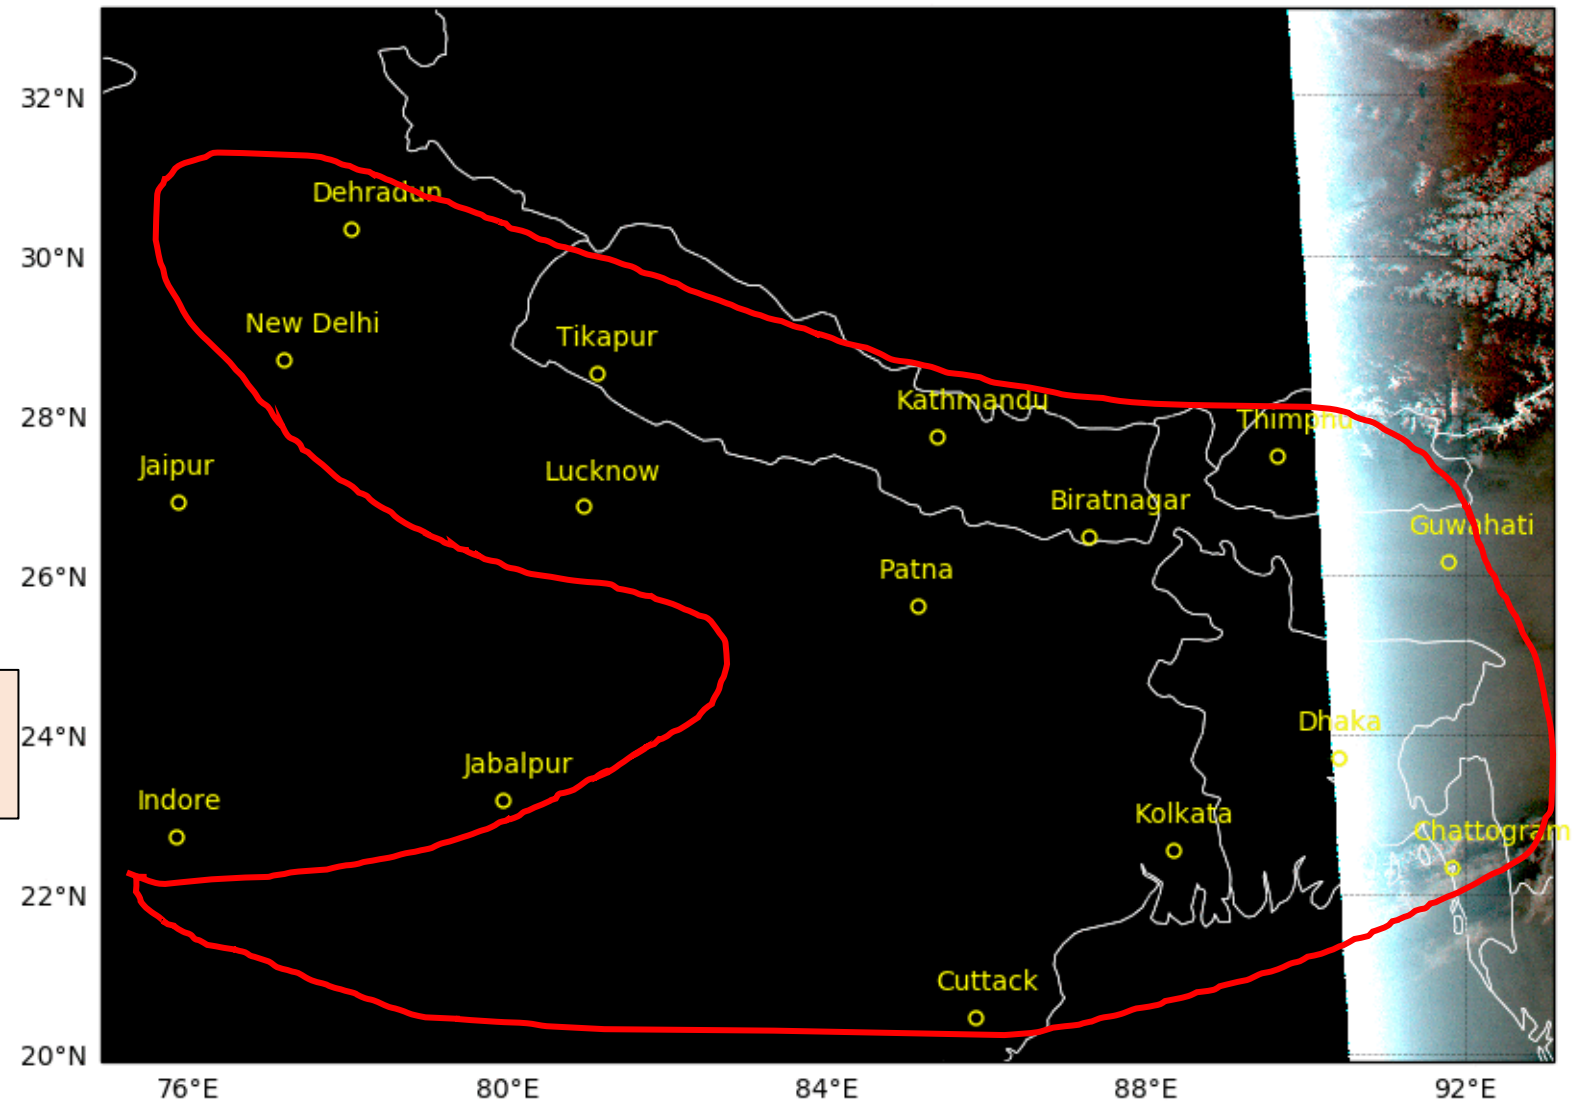 32°N
Dehradun
30°N
New Delhi
Tikapur
28°N
Kathmandu
Thimphu
Jaipur
Lucknow
Biratnagar
Guwahati
26°N
Patna
24°N
Dhaka
Jabalpur
Indore
Kolkata
Chattogram
22°N
Cuttack
20°N
76°E 80°E 84°E 88°E 92°E